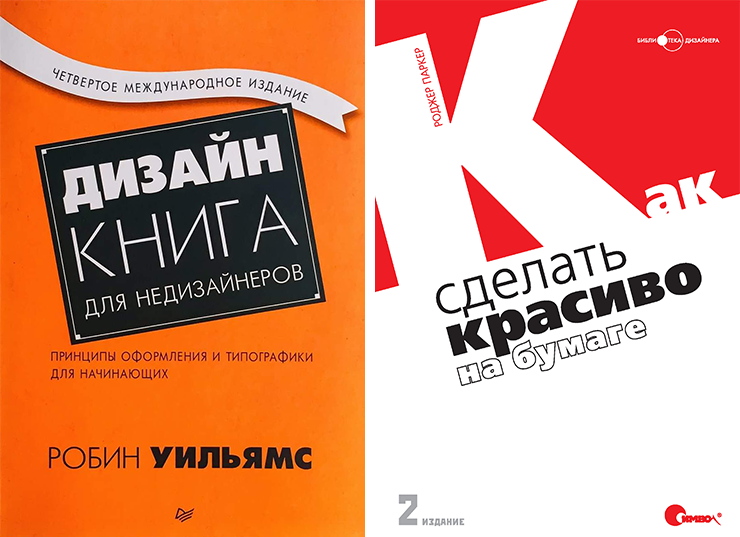 ЧЕТВЕРТОЕ МЕЖДУНАРОДНОЕ ИЗДАНИЕ
ДИЗАЙН
КНИГА
ДЛЯ НЕДИЗАЙНЕРОВ
ПРИНЦИПЫ ОФОРМЛЕНИЯ И ТИПОГРАФИКИ
ДЛЯ НАЧИНАЮЩИХ
РОБИН УИЛЬЯМС
БИБЛИОТЕКА ДИЗАЙНЕРА
РОДЖЕР ПАРКЕР
Как
сделать
красиво
на бумаге
2 ИЗДАНИЕ
Символ®